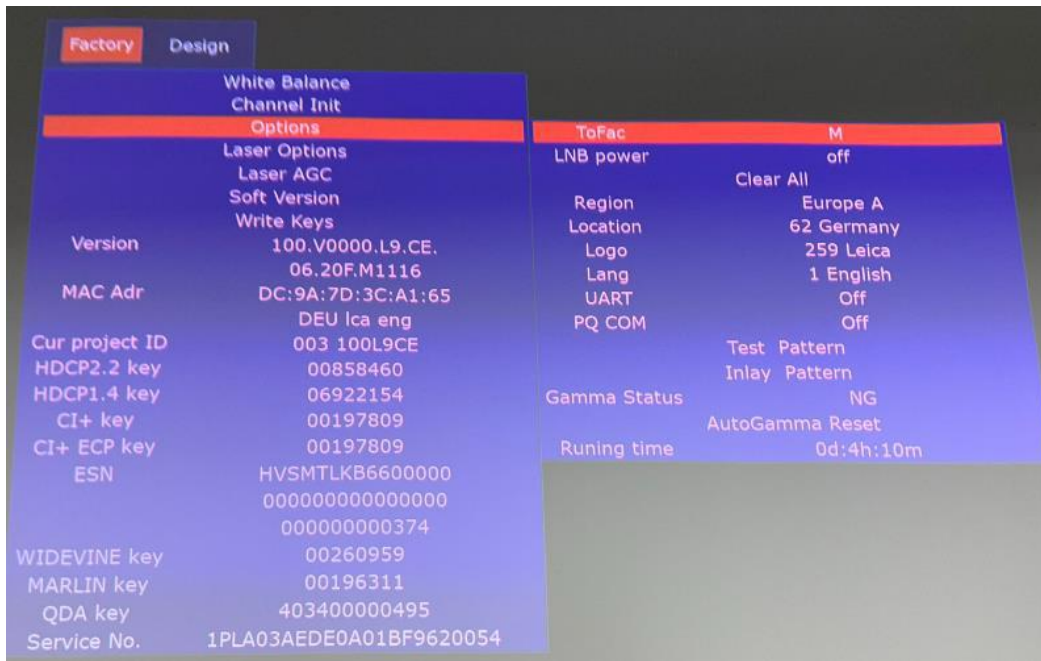 Factory Design
White Balance
Channel Init
Options
Laser Options
Laser AGC
Soft Version
Write Keys
Version 100.V0000.L9.CE.
06.20F.M1116
MAC Adr DC:9A:7D:3C:A1:65
DEU lca eng
Cur project ID 003 100L9CE
HDCP2.2 key 00858460
HDCP1.4 key 06922154
CI+ key 00197809
CI+ ECP key 00197809
ESN HVSMTLKB6600000
000000000000000
000000000374
WIDEVINE key 00260959
MARLIN key 00196311
QDA key 403400000495
Service No. 1PLA03AEDE0A01BF9620054
ToFac M
LNB power off
Clear All
Region Europe A
Location 62 Germany
Logo 259 Leica
Lang 1 English
UART Off
PQ COM Off
Test Pattern
Inlay Pattern
Gamma Status NG
AutoGamma Reset
Runing time 0d:4h:10m